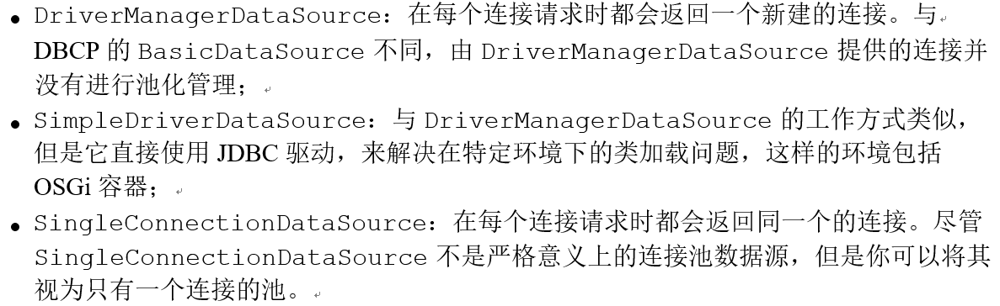 • DriverManagerDataSource：在每个连接请求时都会返回一个新建的连接。与
DBCP 的 BasicDataSource 不同，由 DriverManagerDataSource 提供的连接并
没有进行池化管理；
• SimpleDriverDataSource：与 DriverManagerDataSource 的工作方式类似，
但是它直接使用 JDBC 驱动，来解决在特定环境下的类加载问题，这样的环境包括
OSGi 容器；
• SingleConnectionDataSource：在每个连接请求时都会返回同一个的连接。尽管
SingleConnectionDataSource 不是严格意义上的连接池数据源，但是你可以将其
视为只有一个连接的池。